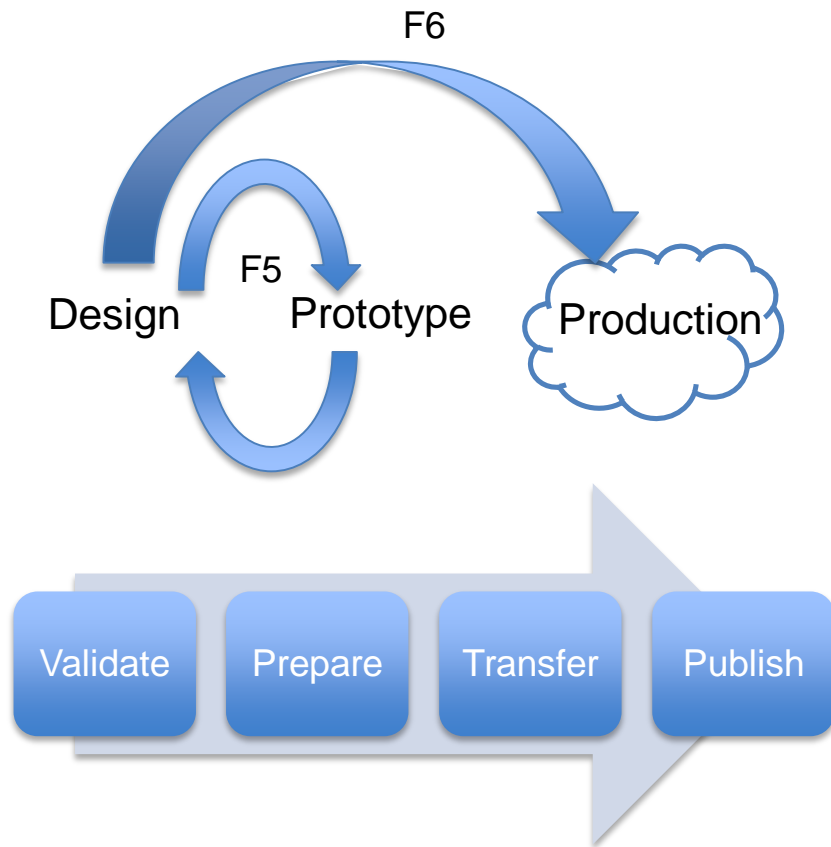 F6
F5
Design
Prototype
Production
Validate
Prepare
Transfer
Publish